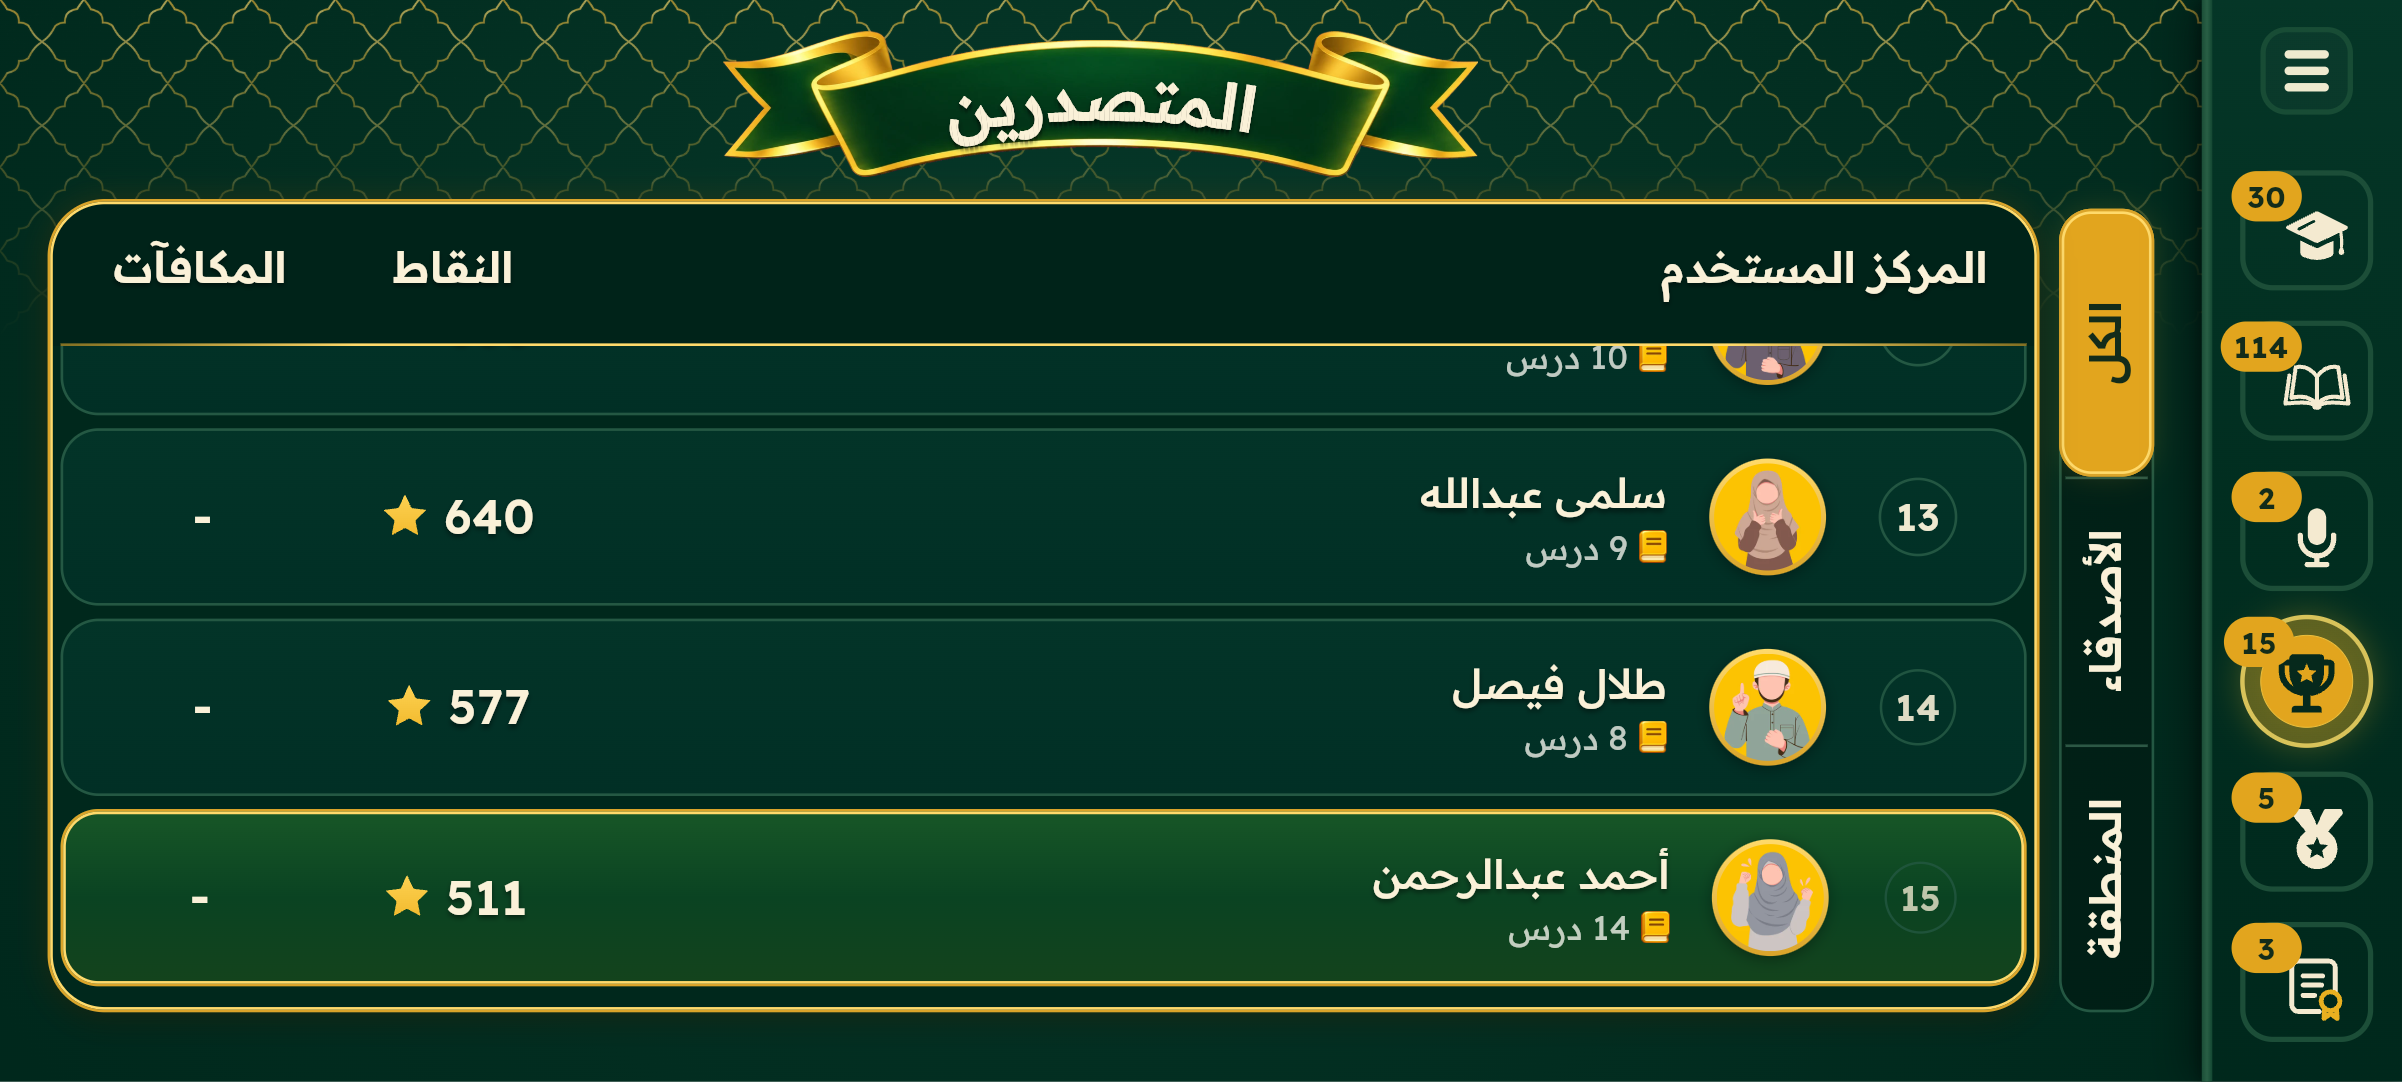 المتصدرين
30
114
2
15
5
3
الكل
الأصدقاء
المنطقة
المركز المستخدم النقاط المكافآت
10 درس
13 سلمى عبدالله 640 -
9 درس
14 طلال فيصل 577 -
8 درس
15 أحمد عبدالرحمن 511 -
14 درس